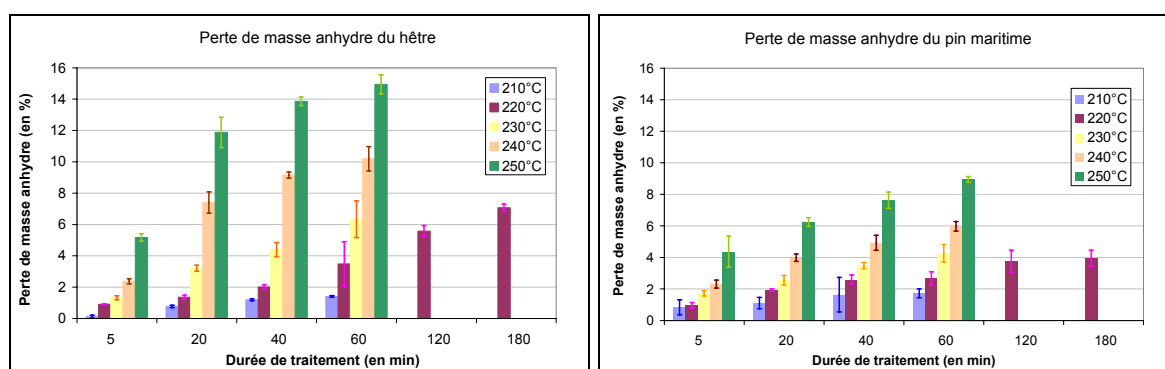 Perte de masse anhydre du hêtre
Perte de masse anhydre (en %)
16
14
12
10
8
6
4
2
0
210°C
220°C
230°C
240°C
250°C
5 20 40 60 120 180
Durée de traitement (en min)
Perte de masse anhydre du pin maritime
Perte de masse anhydre (en %)
16
14
12
10
8
6
4
2
0
210°C
220°C
230°C
240°C
250°C
5 20 40 60 120 180
Durée de traitement (en min)